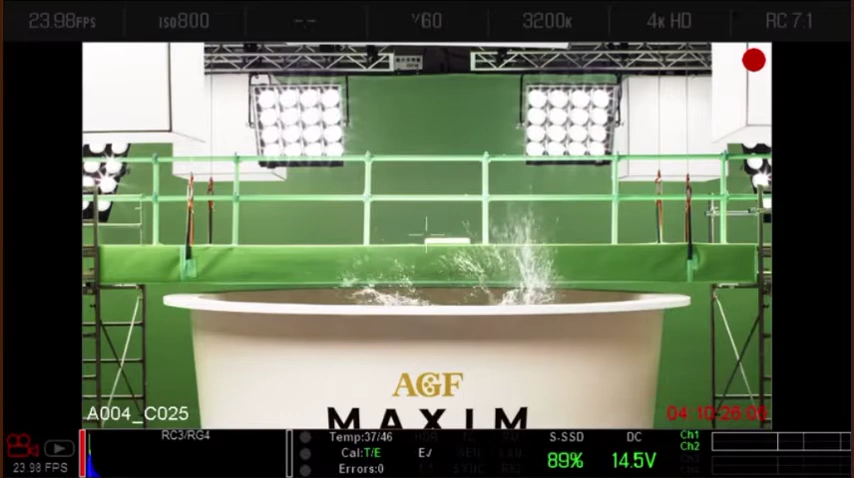 23.98FPS ISO800 -.- 1/60 3200K 4K HD RC 7.1
AGF
MAXIM
A004_C025
04:10:26:05
23.98 FPS
RC3/RG4
Temp:37/46
Cal:T/E
Errors:0
S-SSD
89%
DC
14.5V
Ch1
Ch2